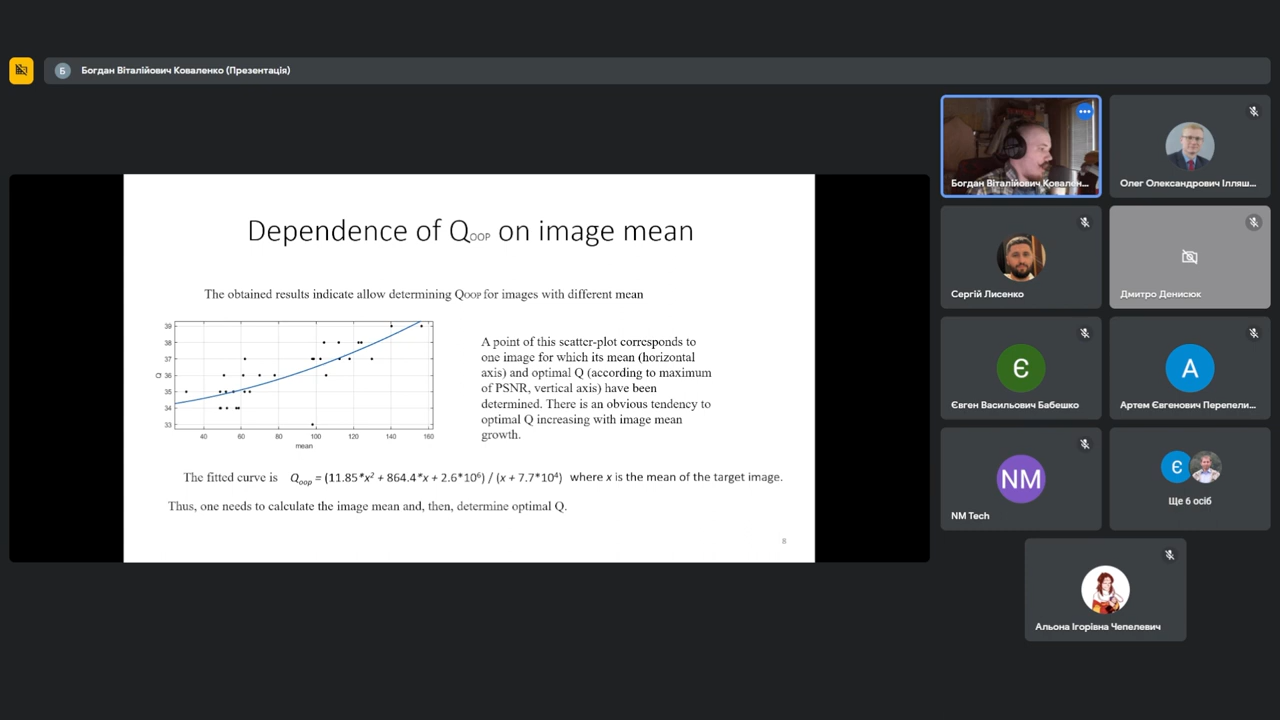 Б Богдан Віталійович Коваленко (Презентація)
Dependence of QOOP on image mean
The obtained results indicate allow determining QOOP for images with different mean
39
38
37
36
35
34
33
Q
40 60 80 100 120 140 160
mean
A point of this scatter-plot corresponds to
one image for which its mean (horizontal
axis) and optimal Q (according to maximum
of PSNR, vertical axis) have been
determined. There is an obvious tendency to
optimal Q increasing with image mean
growth.
The fitted curve is Qoop = (11.85*x² + 864.4*x + 2.6*10⁶) / (x + 7.7*10⁴) where x is the mean of the target image.
Thus, one needs to calculate the image mean and, then, determine optimal Q.
8
Богдан Віталійович Ковален...
Олег Олександрович Ілляш...
Сергій Лисенко
Дмитро Денисюк
Є
Євген Васильович Бабешко
А
Артем Євгенович Перепели...
NM
NM Tech
Є
Ще 6 осіб
Альона Ігорівна Чепелевич